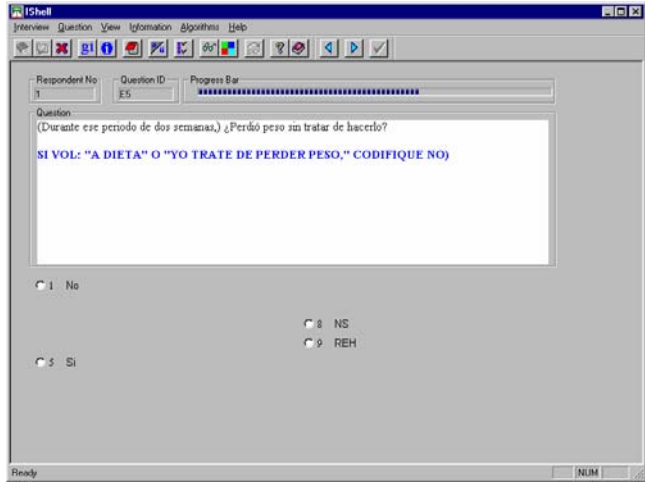 IShell
Interview Question View Information Algorithms Help
Respondent No
1
Question ID
E5
Progress Bar
Question
(Durante ese periodo de dos semanas,) ¿Perdió peso sin tratar de hacerlo?
SI VOL: "A DIETA" O "YO TRATE DE PERDER PESO," CODIFIQUE NO)
1 No
8 NS
9 REH
5 Si
Ready
NUM